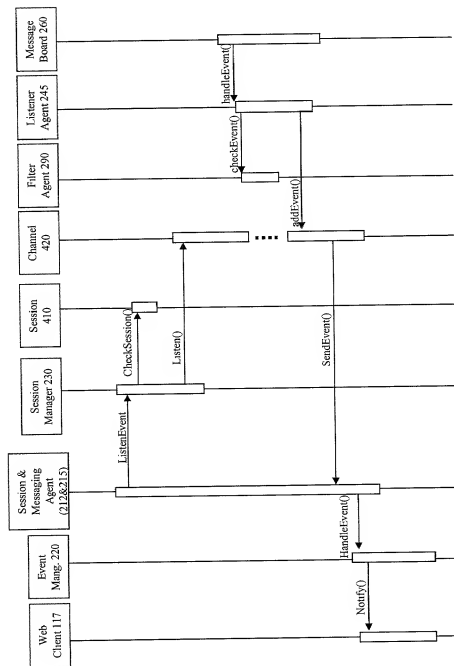 Web
Client 117
Event
Mang. 220
Session &
Messaging
Agent
(212&215)
Session
Manager 230
Session
410
Channel
420
Filter
Agent 290
Listener
Agent 245
Message
Board 260
ListenEvent
CheckSession()
Listen()
handleEvent()
checkEvent()
addEvent()
SendEvent()
HandleEvent()
Notify()